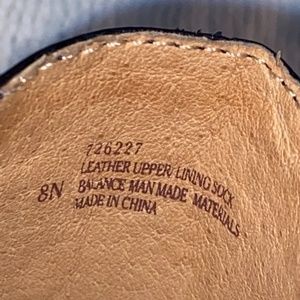 726227
LEATHER UPPER/LINING SOCK
8N BALANCE MAN MADE MATERIALS
MADE IN CHINA